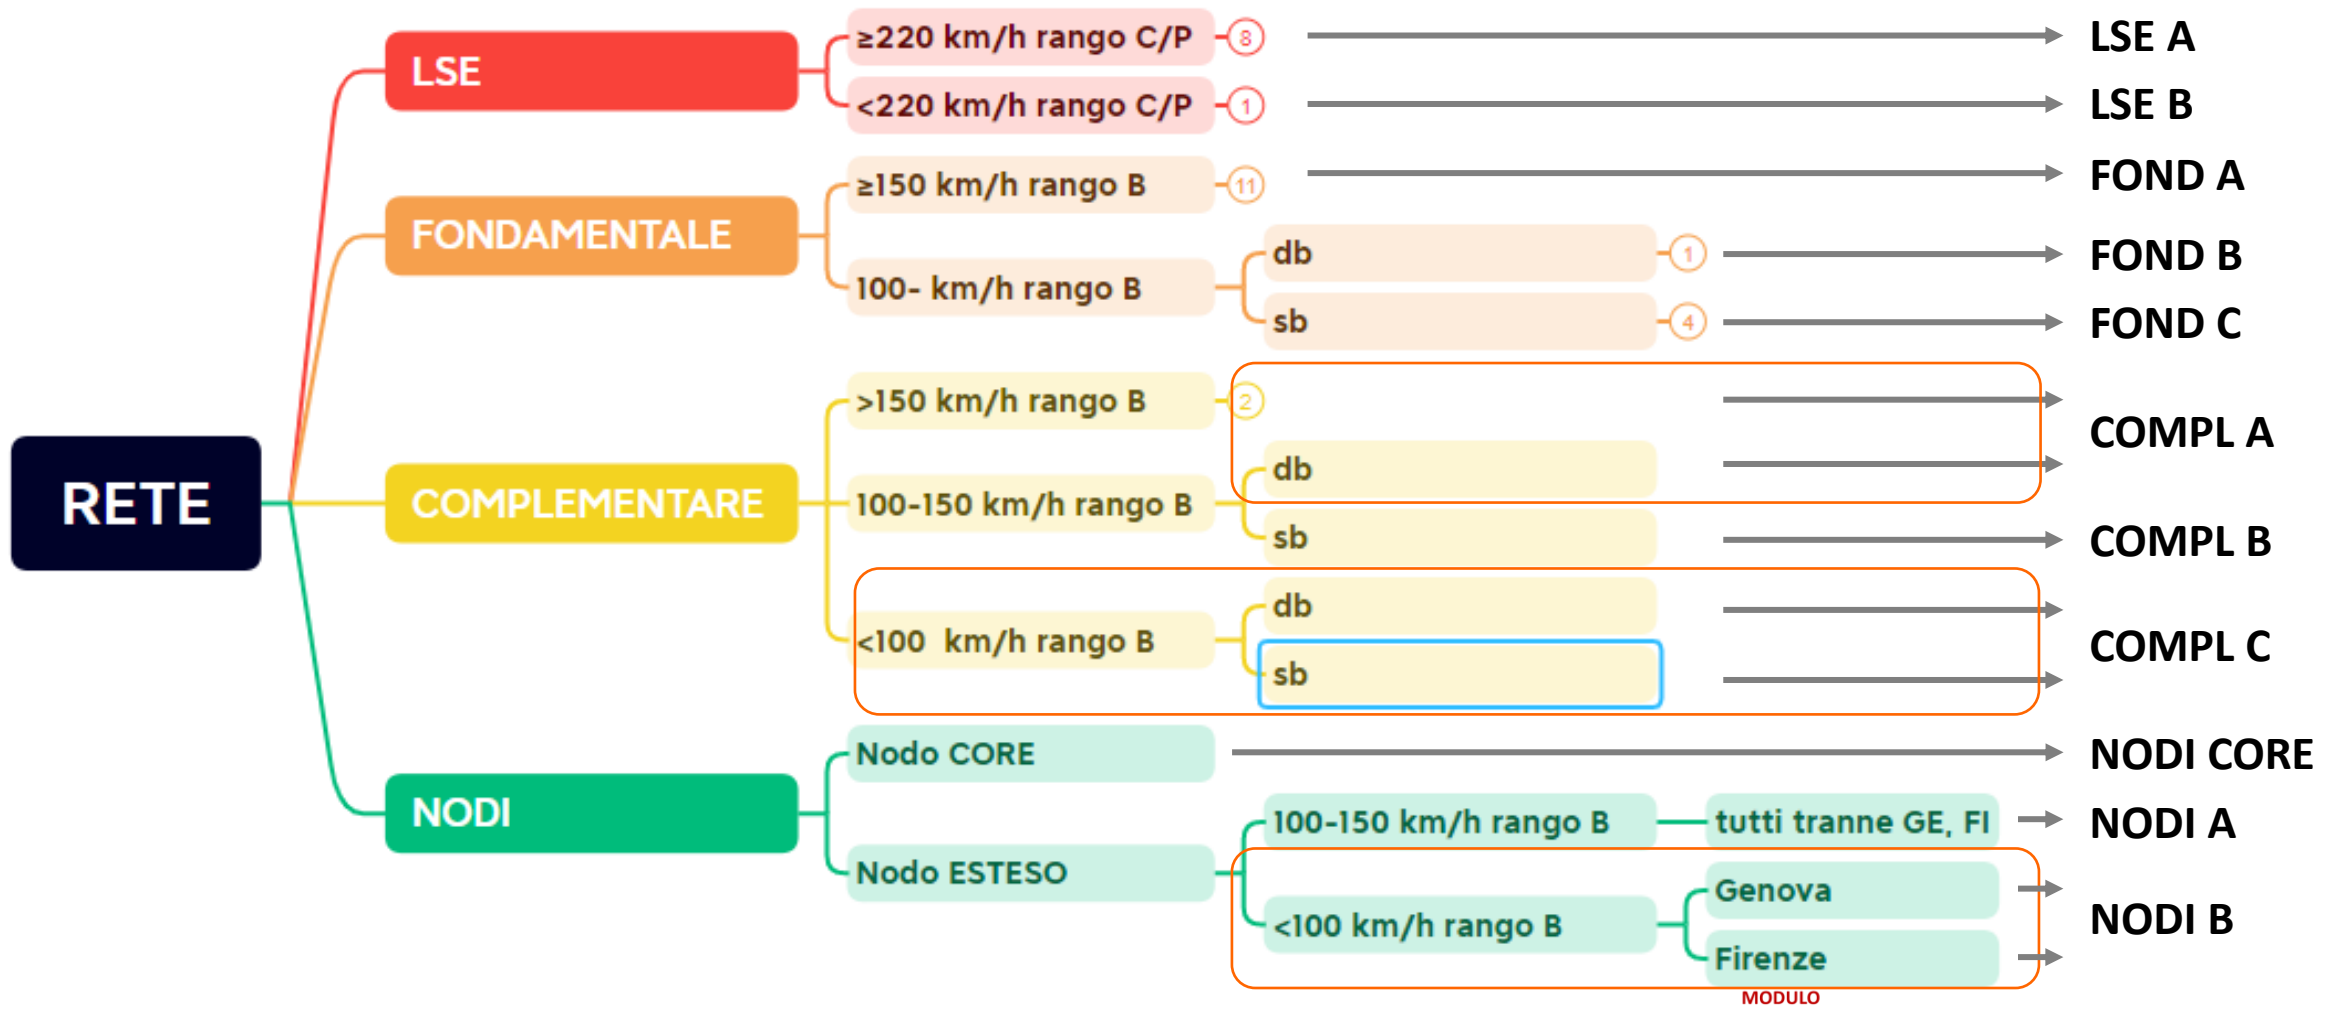 RETE
LSE
≥220 km/h rango C/P
8
LSE A
<220 km/h rango C/P
1
LSE B
FONDAMENTALE
≥150 km/h rango B
11
FOND A
100- km/h rango B
db
1
FOND B
sb
4
FOND C
COMPLEMENTARE
>150 km/h rango B
2
100-150 km/h rango B
db
COMPL A
sb
COMPL B
<100 km/h rango B
db
sb
COMPL C
NODI
Nodo CORE
NODI CORE
Nodo ESTESO
100-150 km/h rango B
tutti tranne GE, FI
NODI A
<100 km/h rango B
Genova
Firenze
NODI B
MODULO